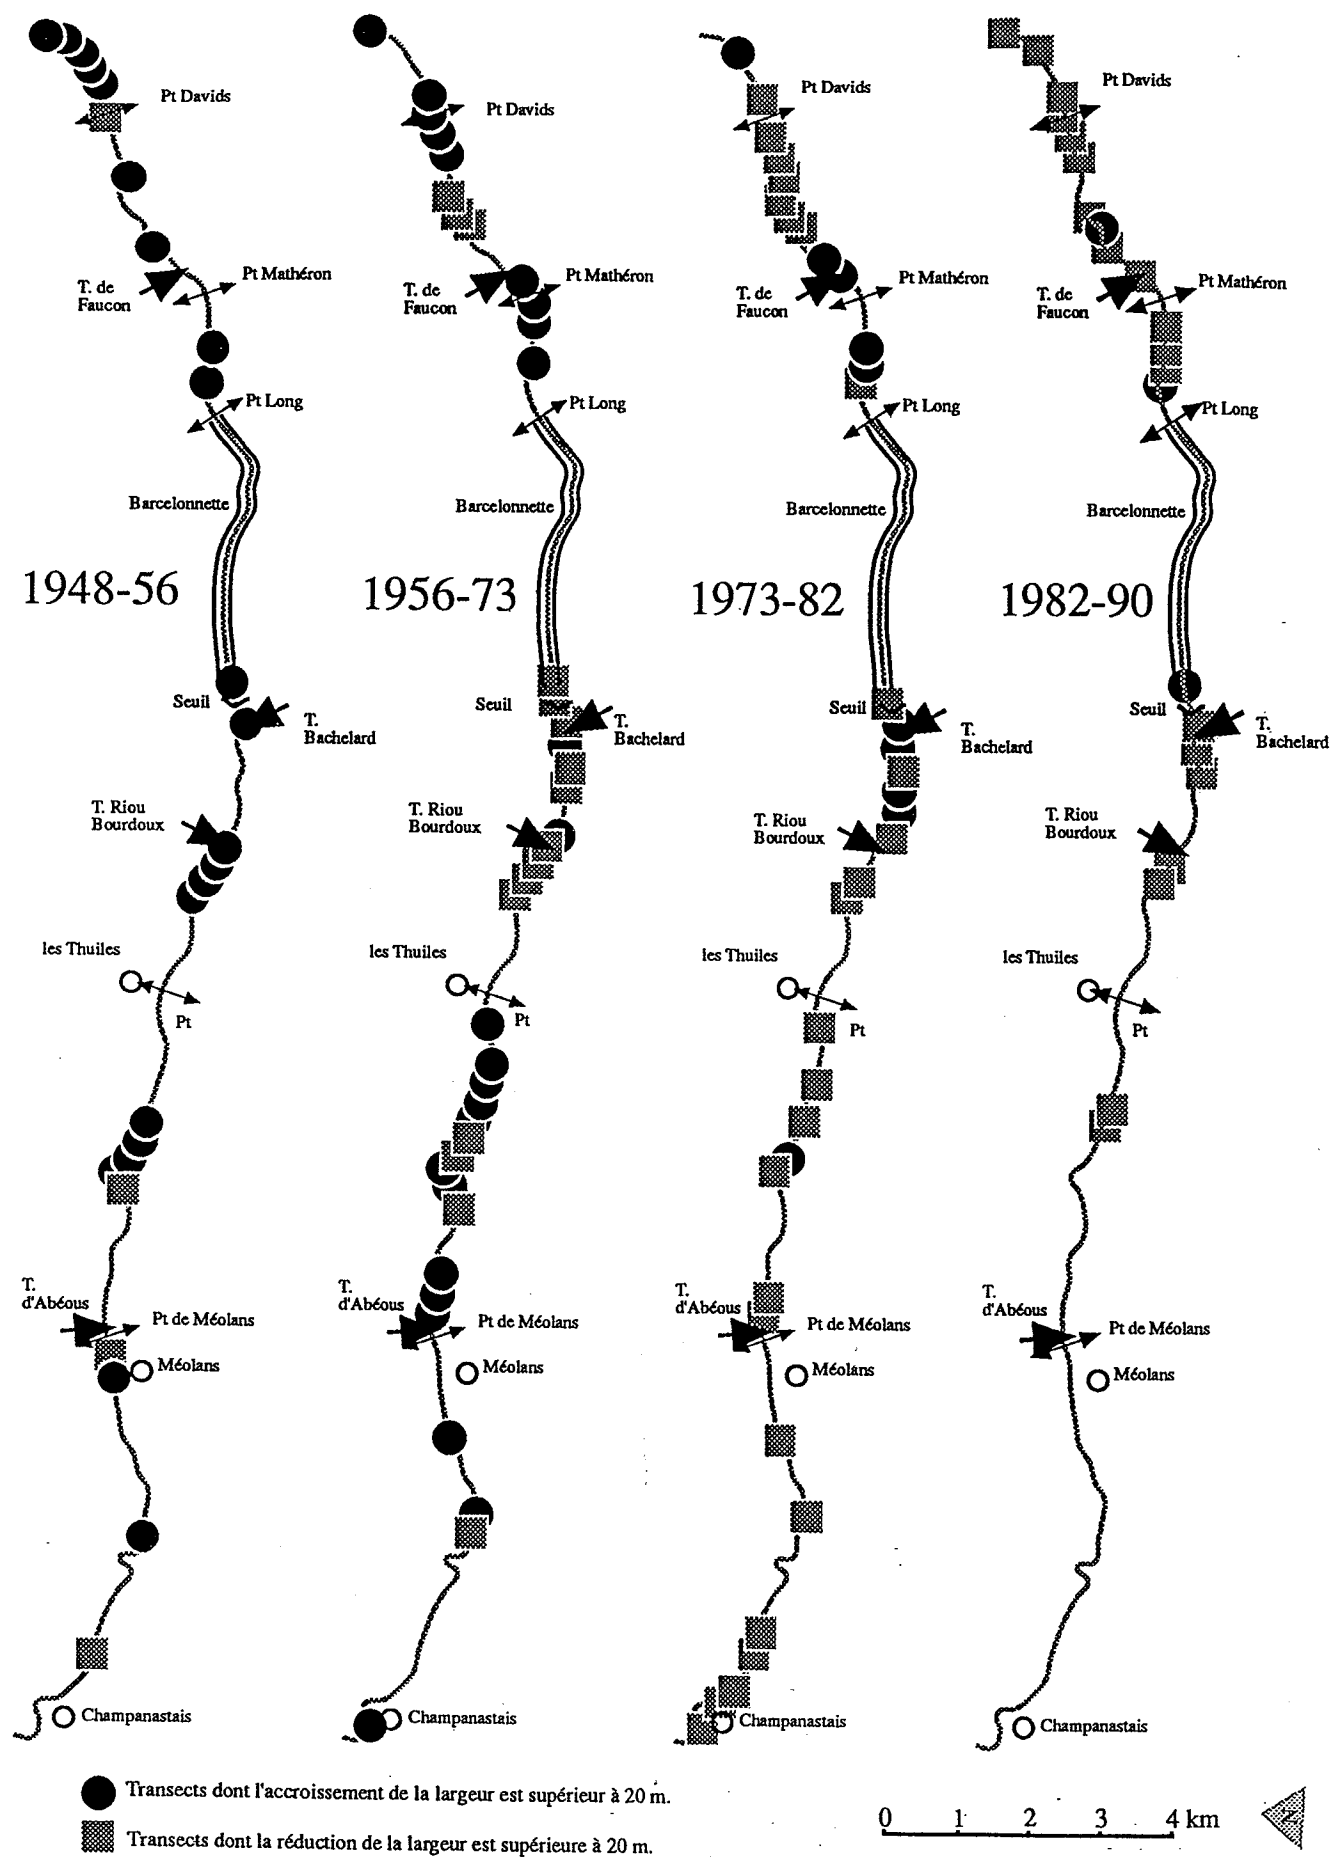 Pt Davids
T. de
Faucon
Pt Mathéron
Pt Long
Barcelonnette
1948-56
Seuil
T.
Bachelard
T. Riou
Bourdoux
les Thuiles
Pt
T.
d'Abéous
Pt de Méolans
Méolans
Champanastais
Pt Davids
T. de
Faucon
Pt Mathéron
Pt Long
Barcelonnette
1956-73
Seuil
T.
Bachelard
T. Riou
Bourdoux
les Thuiles
Pt
T.
d'Abéous
Pt de Méolans
Méolans
Champanastais
Pt Davids
T. de
Faucon
Pt Mathéron
Pt Long
Barcelonnette
1973-82
Seuil
T.
Bachelard
T. Riou
Bourdoux
les Thuiles
Pt
T.
d'Abéous
Pt de Méolans
Méolans
Champanastais
Pt Davids
T. de
Faucon
Pt Mathéron
Pt Long
Barcelonnette
1982-90
Seuil
T.
Bachelard
T. Riou
Bourdoux
les Thuiles
Pt
T.
d'Abéous
Pt de Méolans
Méolans
Champanastais
Transects dont l'accroissement de la largeur est supérieur à 20 m.
Transects dont la réduction de la largeur est supérieure à 20 m.
0 1 2 3 4 km
N